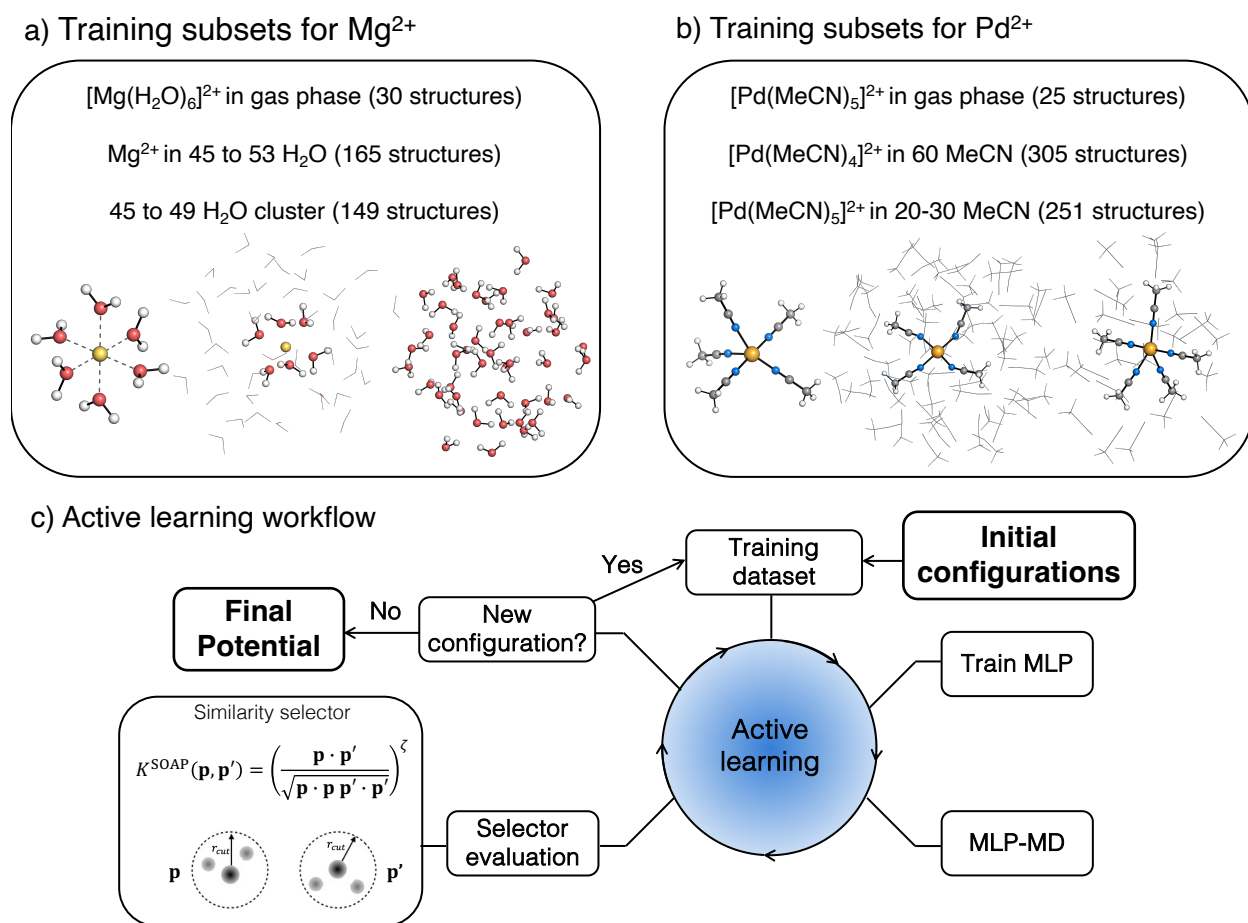 a) Training subsets for Mg²⁺
[Mg(H₂O)₆]²⁺ in gas phase (30 structures)
Mg²⁺ in 45 to 53 H₂O (165 structures)
45 to 49 H₂O cluster (149 structures)
b) Training subsets for Pd²⁺
[Pd(MeCN)₅]²⁺ in gas phase (25 structures)
[Pd(MeCN)₄]²⁺ in 60 MeCN (305 structures)
[Pd(MeCN)₅]²⁺ in 20-30 MeCN (251 structures)
c) Active learning workflow
Initial
configurations
Training
dataset
Yes
New
configuration?
No
Final
Potential
Train MLP
Active
learning
MLP-MD
Selector
evaluation
Similarity selector
K^SOAP(p, p′) = (p · p′ / √(p · p p′ · p′))^ζ
r_cut
r_cut
p
p′